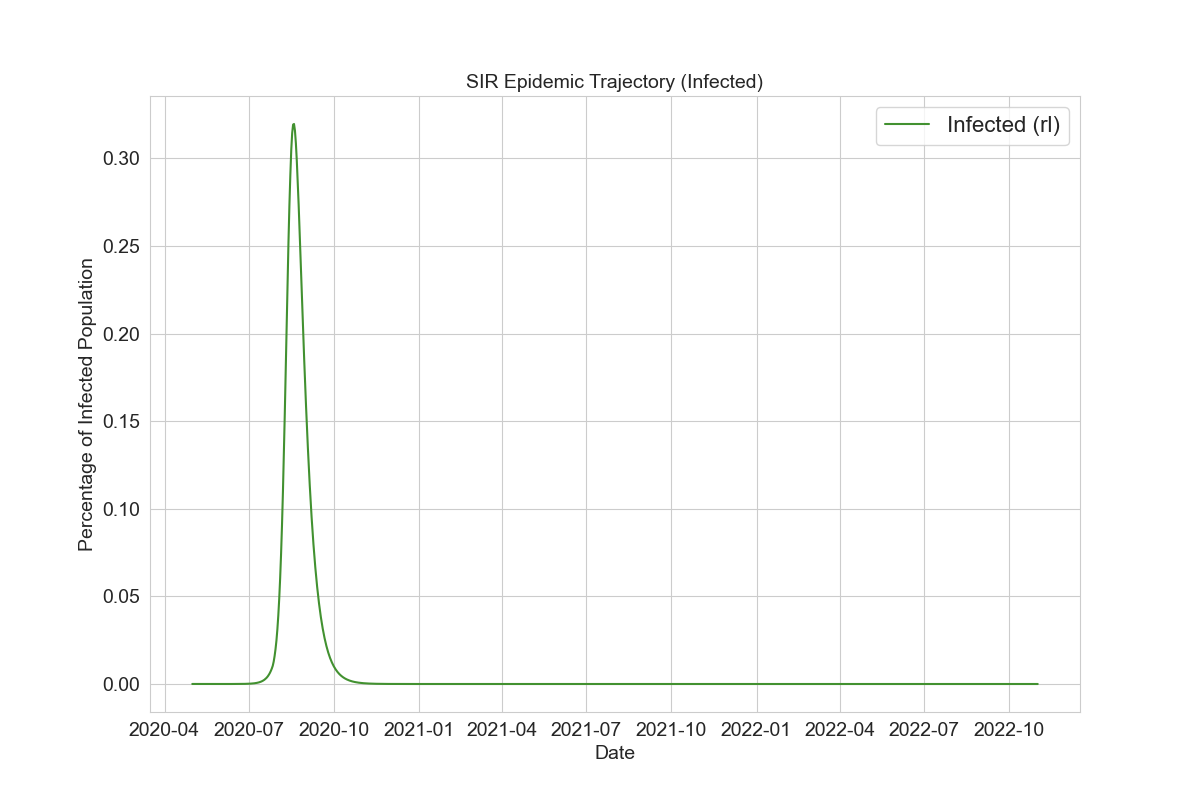 SIR Epidemic Trajectory (Infected)
Infected (rl)
Percentage of Infected Population
0.30
0.25
0.20
0.15
0.10
0.05
0.00
2020-04 2020-07 2020-10 2021-01 2021-04 2021-07 2021-10 2022-01 2022-04 2022-07 2022-10
Date